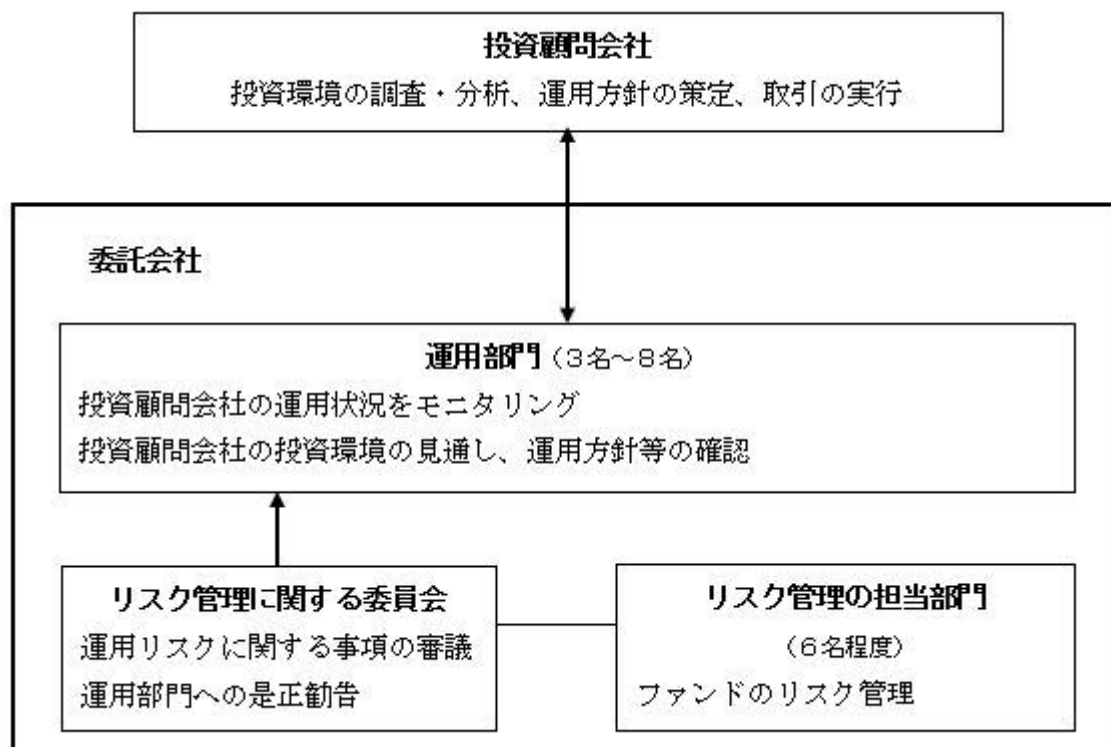 投資顧問会社
投資環境の調査・分析、運用方針の策定、取引の実行
委託会社
運用部門（3名～8名）
投資顧問会社の運用状況をモニタリング
投資顧問会社の投資環境の見通し、運用方針等の確認
リスク管理に関する委員会
運用リスクに関する事項の審議
運用部門への是正勧告
リスク管理の担当部門
（6名程度）
ファンドのリスク管理